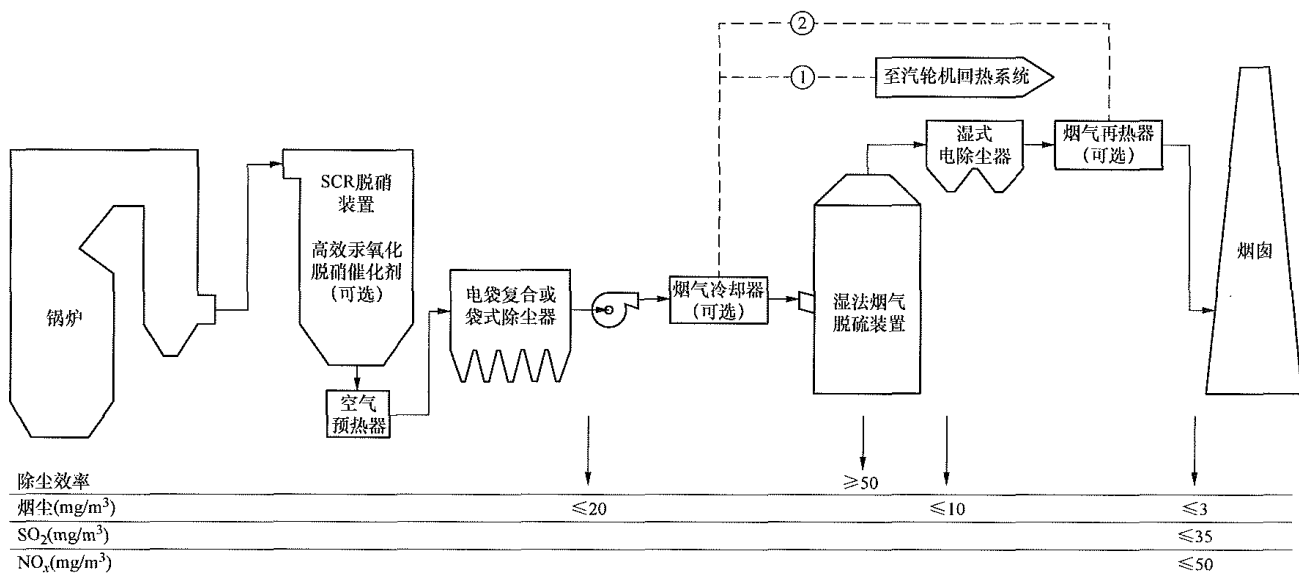 ②
①
至汽轮机回热系统
锅炉
SCR脱硝
装置
高效汞氧化
脱硝催化剂
(可选)
空气
预热器
电袋复合或
袋式除尘器
烟气冷却器
(可选)
湿法烟气
脱硫装置
湿式
电除尘器
烟气再热器
(可选)
烟囱
除尘效率 ≥50
烟尘(mg/m³) ≤20 ≤10 ≤3
SO₂(mg/m³) ≤35
NOₓ(mg/m³) ≤50